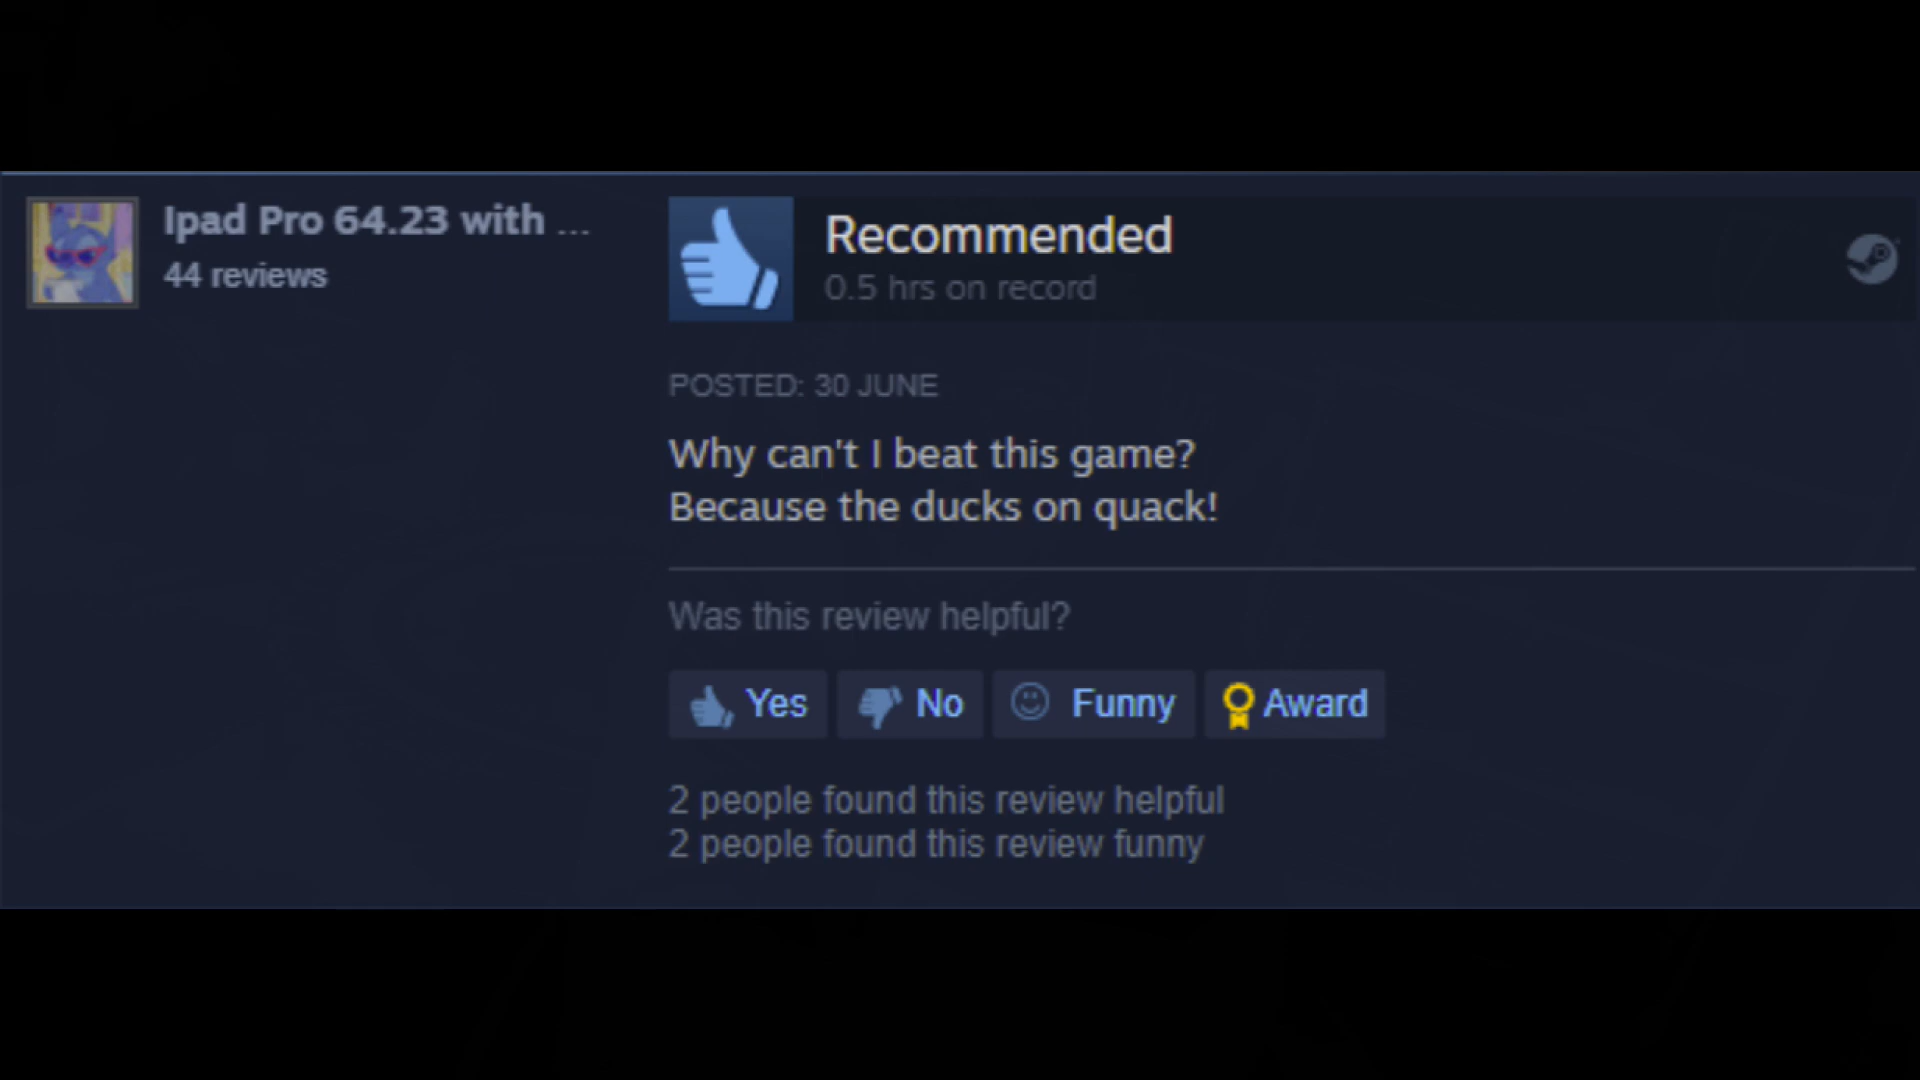 Ipad Pro 64.23 with ...
44 reviews
Recommended
0.5 hrs on record
POSTED: 30 JUNE
Why can't I beat this game?
Because the ducks on quack!
Was this review helpful?
Yes No Funny Award
2 people found this review helpful
2 people found this review funny